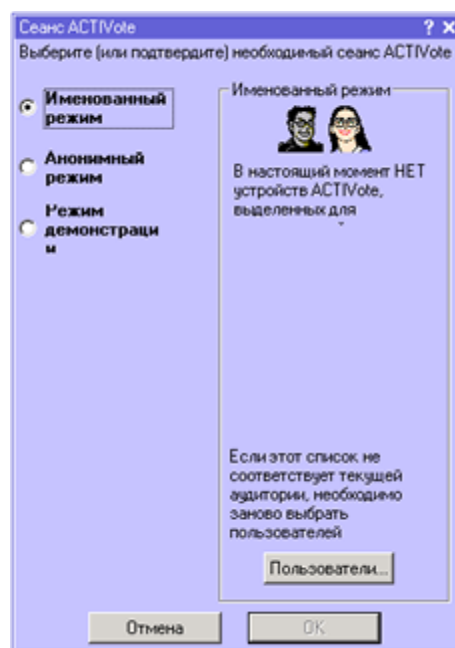 Сеанс ACTIVote
Выберите (или подтвердите) необходимый сеанс ACTIVote
Именованный
режим
Анонимный
режим
Режим
демонстраци
и
Именованный режим
В настоящий момент НЕТ
устройств ACTIVote,
выделенных для
Если этот список не
соответствует текущей
аудитории, необходимо
заново выбрать
пользователей
Пользователи...
Отмена
OK